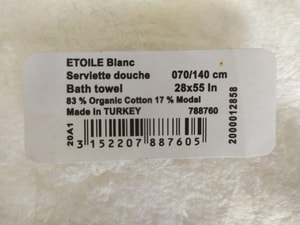 ETOILE Blanc
Serviette douche 070/140 cm
Bath towel 28x55 In
83 % Organic Cotton 17 % Modal
Made in TURKEY 788760
20A1
3 152207 887605
2000012858